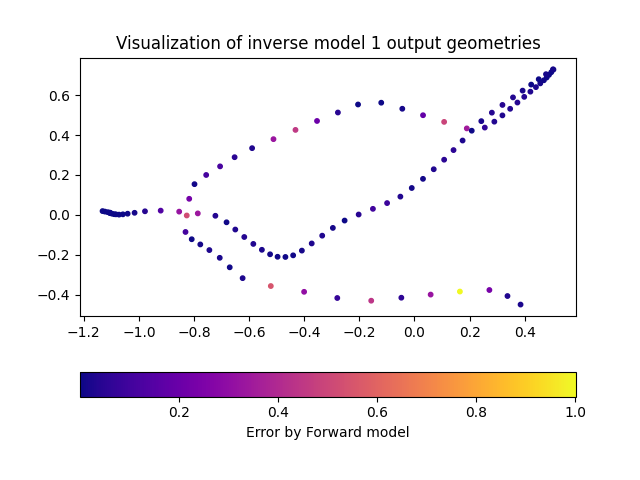 Visualization of inverse model 1 output geometries
0.6
0.4
0.2
0.0
−0.2
−0.4
−1.2 −1.0 −0.8 −0.6 −0.4 −0.2 0.0 0.2 0.4
0.2 0.4 0.6 0.8 1.0
Error by Forward model